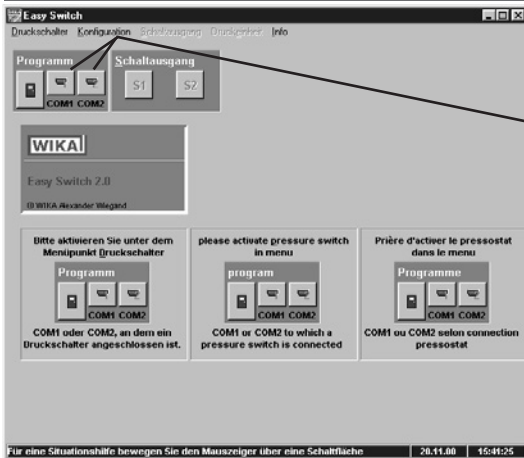 Easy Switch
Druckschalter Konfiguration Schaltausgang Druckeinheit Info
Programm
COM1 COM2
Schaltausgang
S1 S2
WIKA
Easy Switch 2.0
© WIKA Alexander Wiegand
Bitte aktivieren Sie unter dem
Menüpunkt Druckschalter
Programm
COM1 COM2
COM1 oder COM2, an dem ein
Druckschalter angeschlossen ist.
please activate pressure switch
in menu
program
COM1 COM2
COM1 or COM2 to which a
pressure switch is connected
Prière d'activer le pressostat
dans le menu
Programme
COM1 COM2
COM1 ou COM2 selon connection
pressostat
Für eine Situationshilfe bewegen Sie den Mauszeiger über eine Schaltfläche 20.11.00 15:41:25